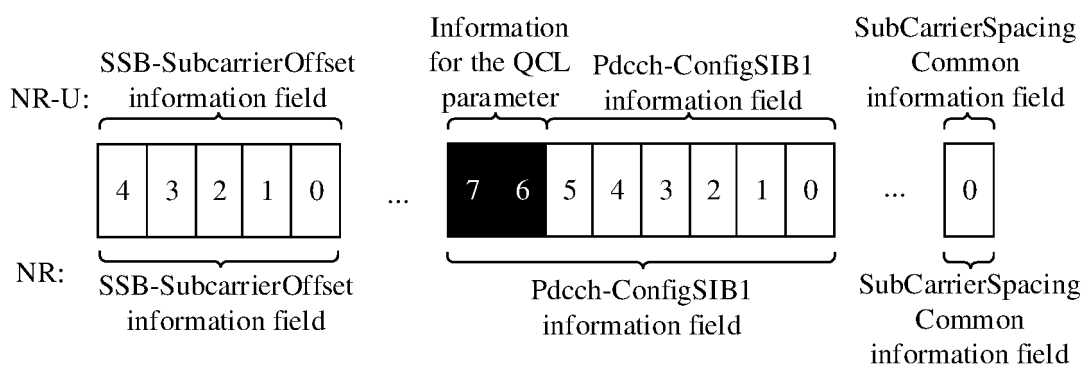 NR-U:
SSB-SubcarrierOffset
information field
Information
for the QCL
parameter
Pdcch-ConfigSIB1
information field
SubCarrierSpacing
Common
information field
4 3 2 1 0 ... 7 6 5 4 3 2 1 0 ... 0
NR:
SSB-SubcarrierOffset
information field
Pdcch-ConfigSIB1
information field
SubCarrierSpacing
Common
information field